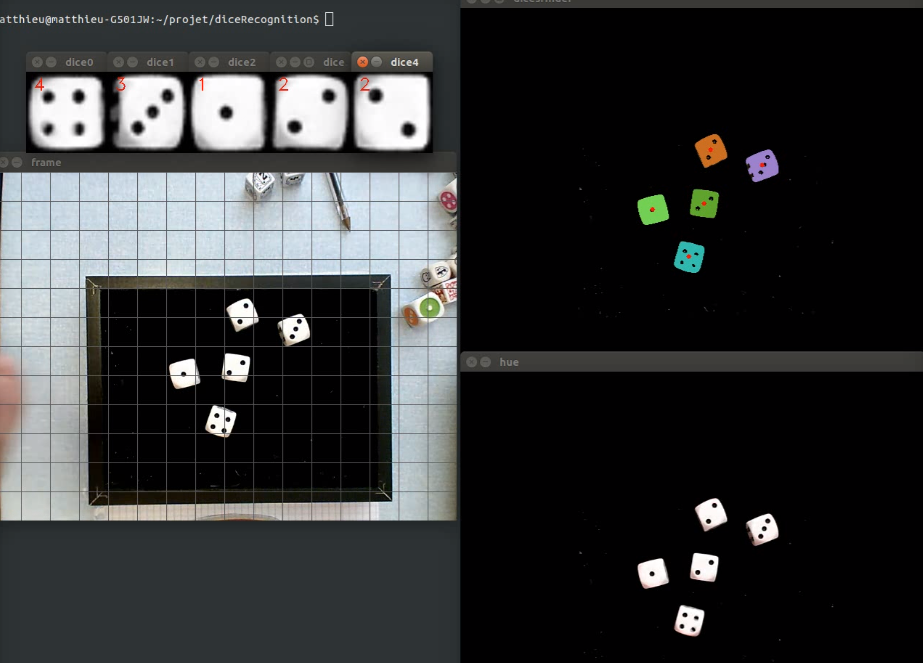 atthieu@matthieu-G501JW:~/projet/diceRecognition$
dice0 dice1 dice2 dice dice4
4 3 1 2 2
frame
hue